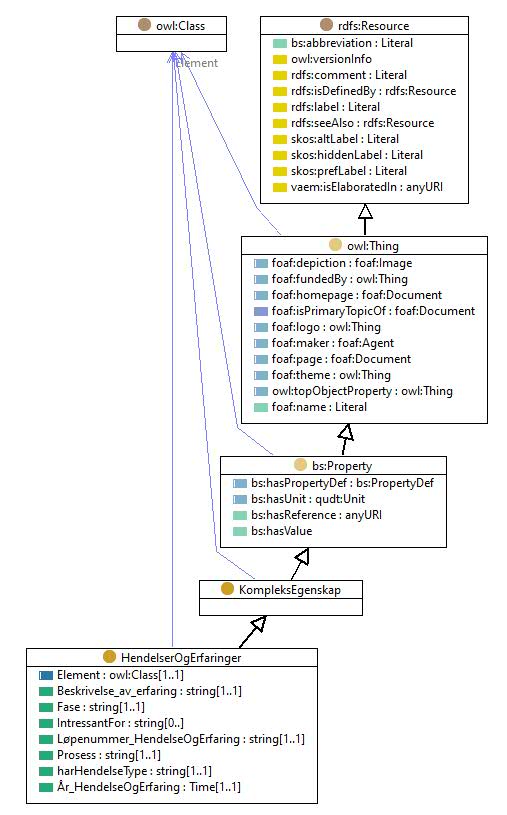 owl:Class
Element
rdfs:Resource
bs:abbreviation : Literal
owl:versionInfo
rdfs:comment : Literal
rdfs:isDefinedBy : rdfs:Resource
rdfs:label : Literal
rdfs:seeAlso : rdfs:Resource
skos:altLabel : Literal
skos:hiddenLabel : Literal
skos:prefLabel : Literal
vaem:isElaboratedIn : anyURI
owl:Thing
foaf:depiction : foaf:Image
foaf:fundedBy : owl:Thing
foaf:homepage : foaf:Document
foaf:isPrimaryTopicOf : foaf:Document
foaf:logo : owl:Thing
foaf:maker : foaf:Agent
foaf:page : foaf:Document
foaf:theme : owl:Thing
owl:topObjectProperty : owl:Thing
foaf:name : Literal
bs:Property
bs:hasPropertyDef : bs:PropertyDef
bs:hasUnit : qudt:Unit
bs:hasReference : anyURI
bs:hasValue
KompleksEgenskap
HendelserOgErfaringer
Element : owl:Class[1..1]
Beskrivelse_av_erfaring : string[1..1]
Fase : string[1..1]
IntressantFor : string[0..]
Løpenummer_HendelseOgErfaring : string[1..1]
Prosess : string[1..1]
harHendelseType : string[1..1]
År_HendelseOgErfaring : Time[1..1]